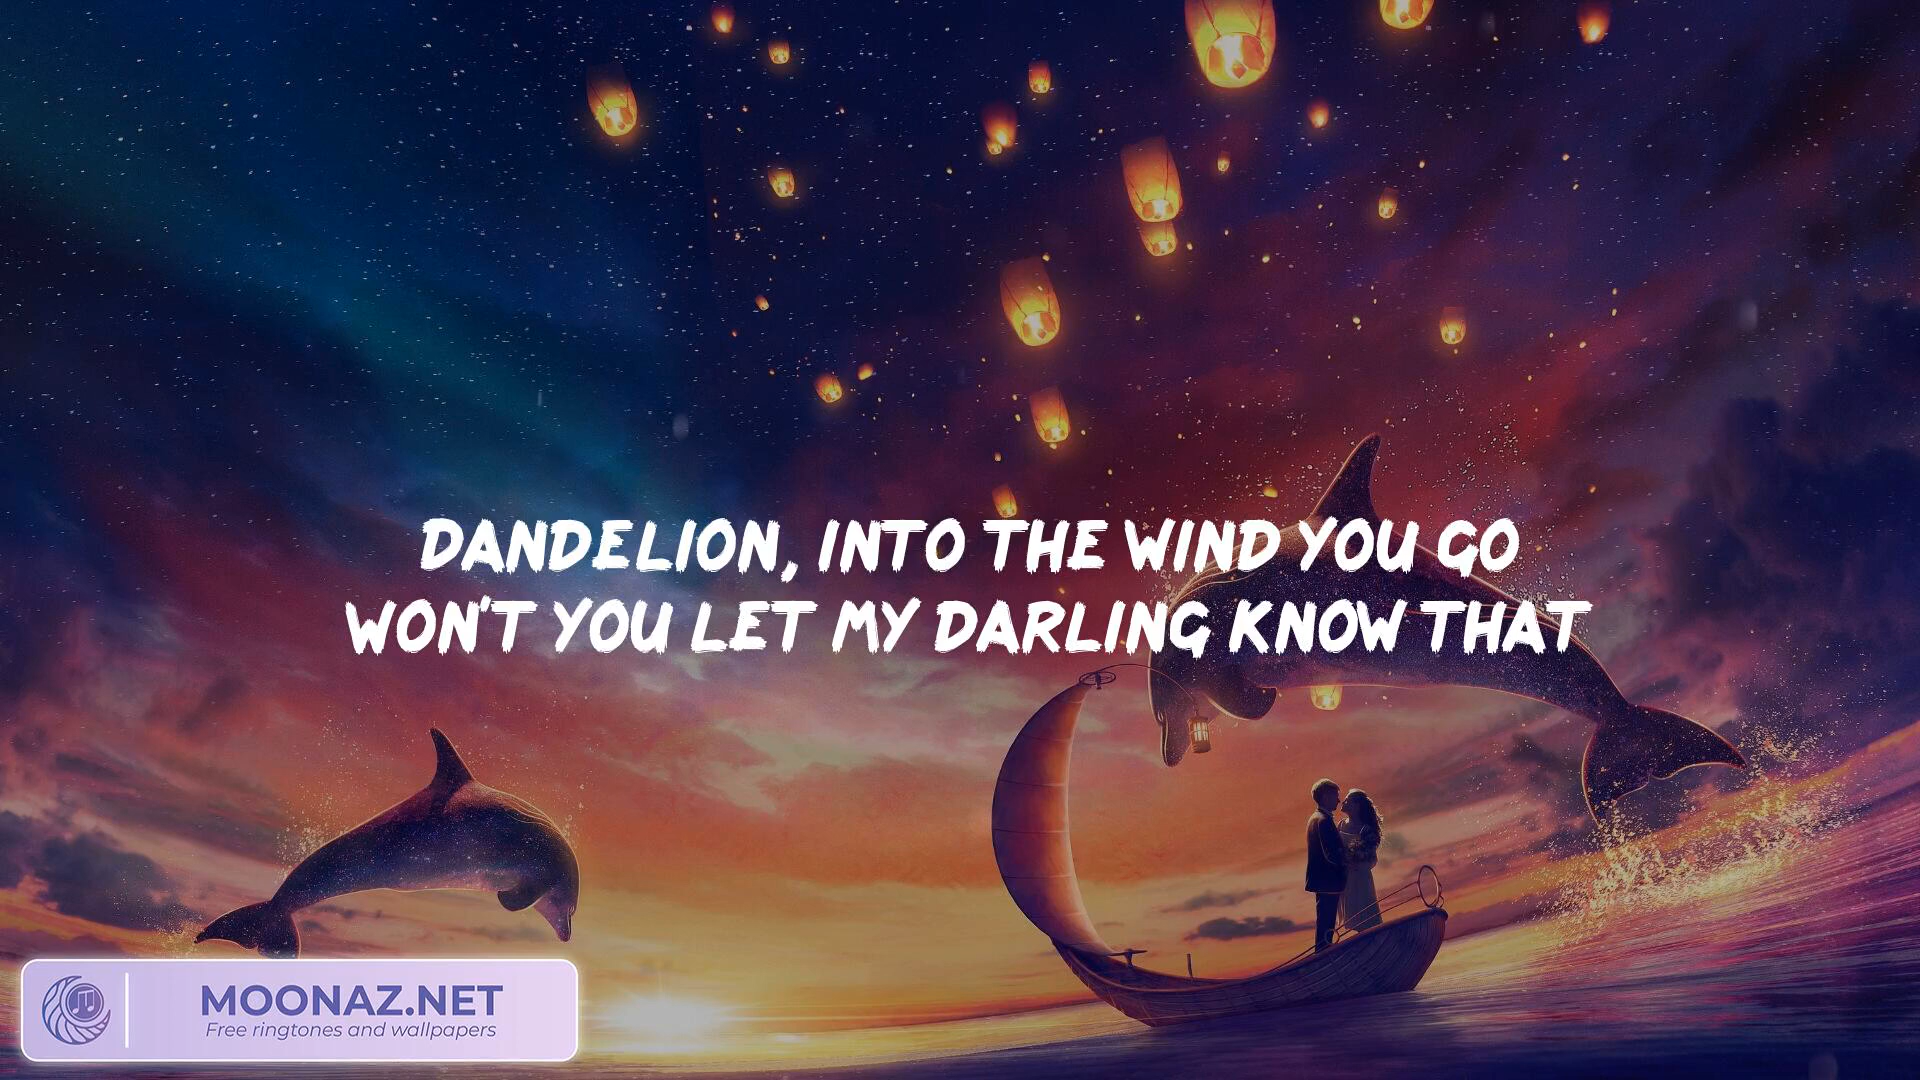 DANDELION, INTO THE WIND YOU GO
WON'T YOU LET MY DARLING KNOW THAT
MOONAZ.NET
Free ringtones and wallpapers